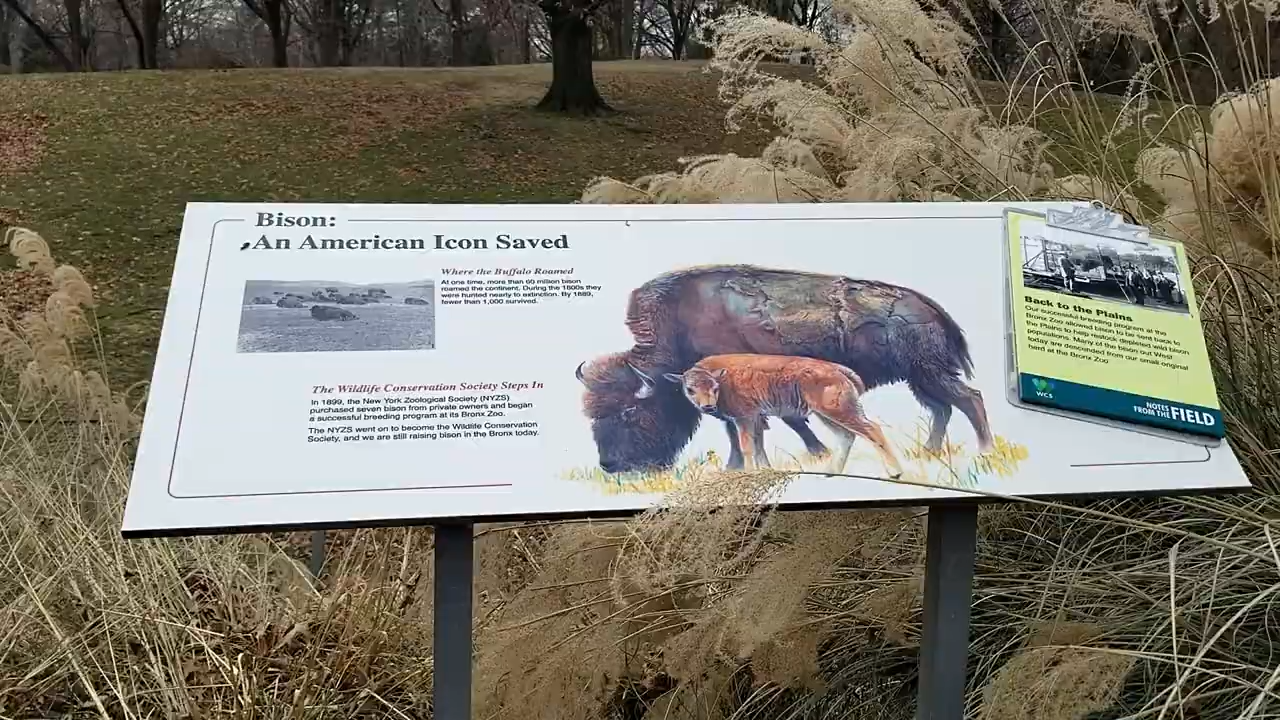 Bison:
An American Icon Saved
Where the Buffalo Roamed
At one time, more than 60 million bison
roamed the continent. During the 1800s they
were hunted nearly to extinction. By 1889,
fewer than 1,000 survived.
The Wildlife Conservation Society Steps In
In 1899, the New York Zoological Society (NYZS)
purchased seven bison from private owners and began
a successful breeding program at its Bronx Zoo.
The NYZS went on to become the Wildlife Conservation
Society, and we are still raising bison in the Bronx today.
Back to the Plains
Our successful breeding program at the
Bronx Zoo allowed bison to be sent back to
the Plains to help restock depleted wild bison
populations. Many of the bison out West
today are descended from our small original
herd at the Bronx Zoo
WCS
NOTES
FROM THE FIELD